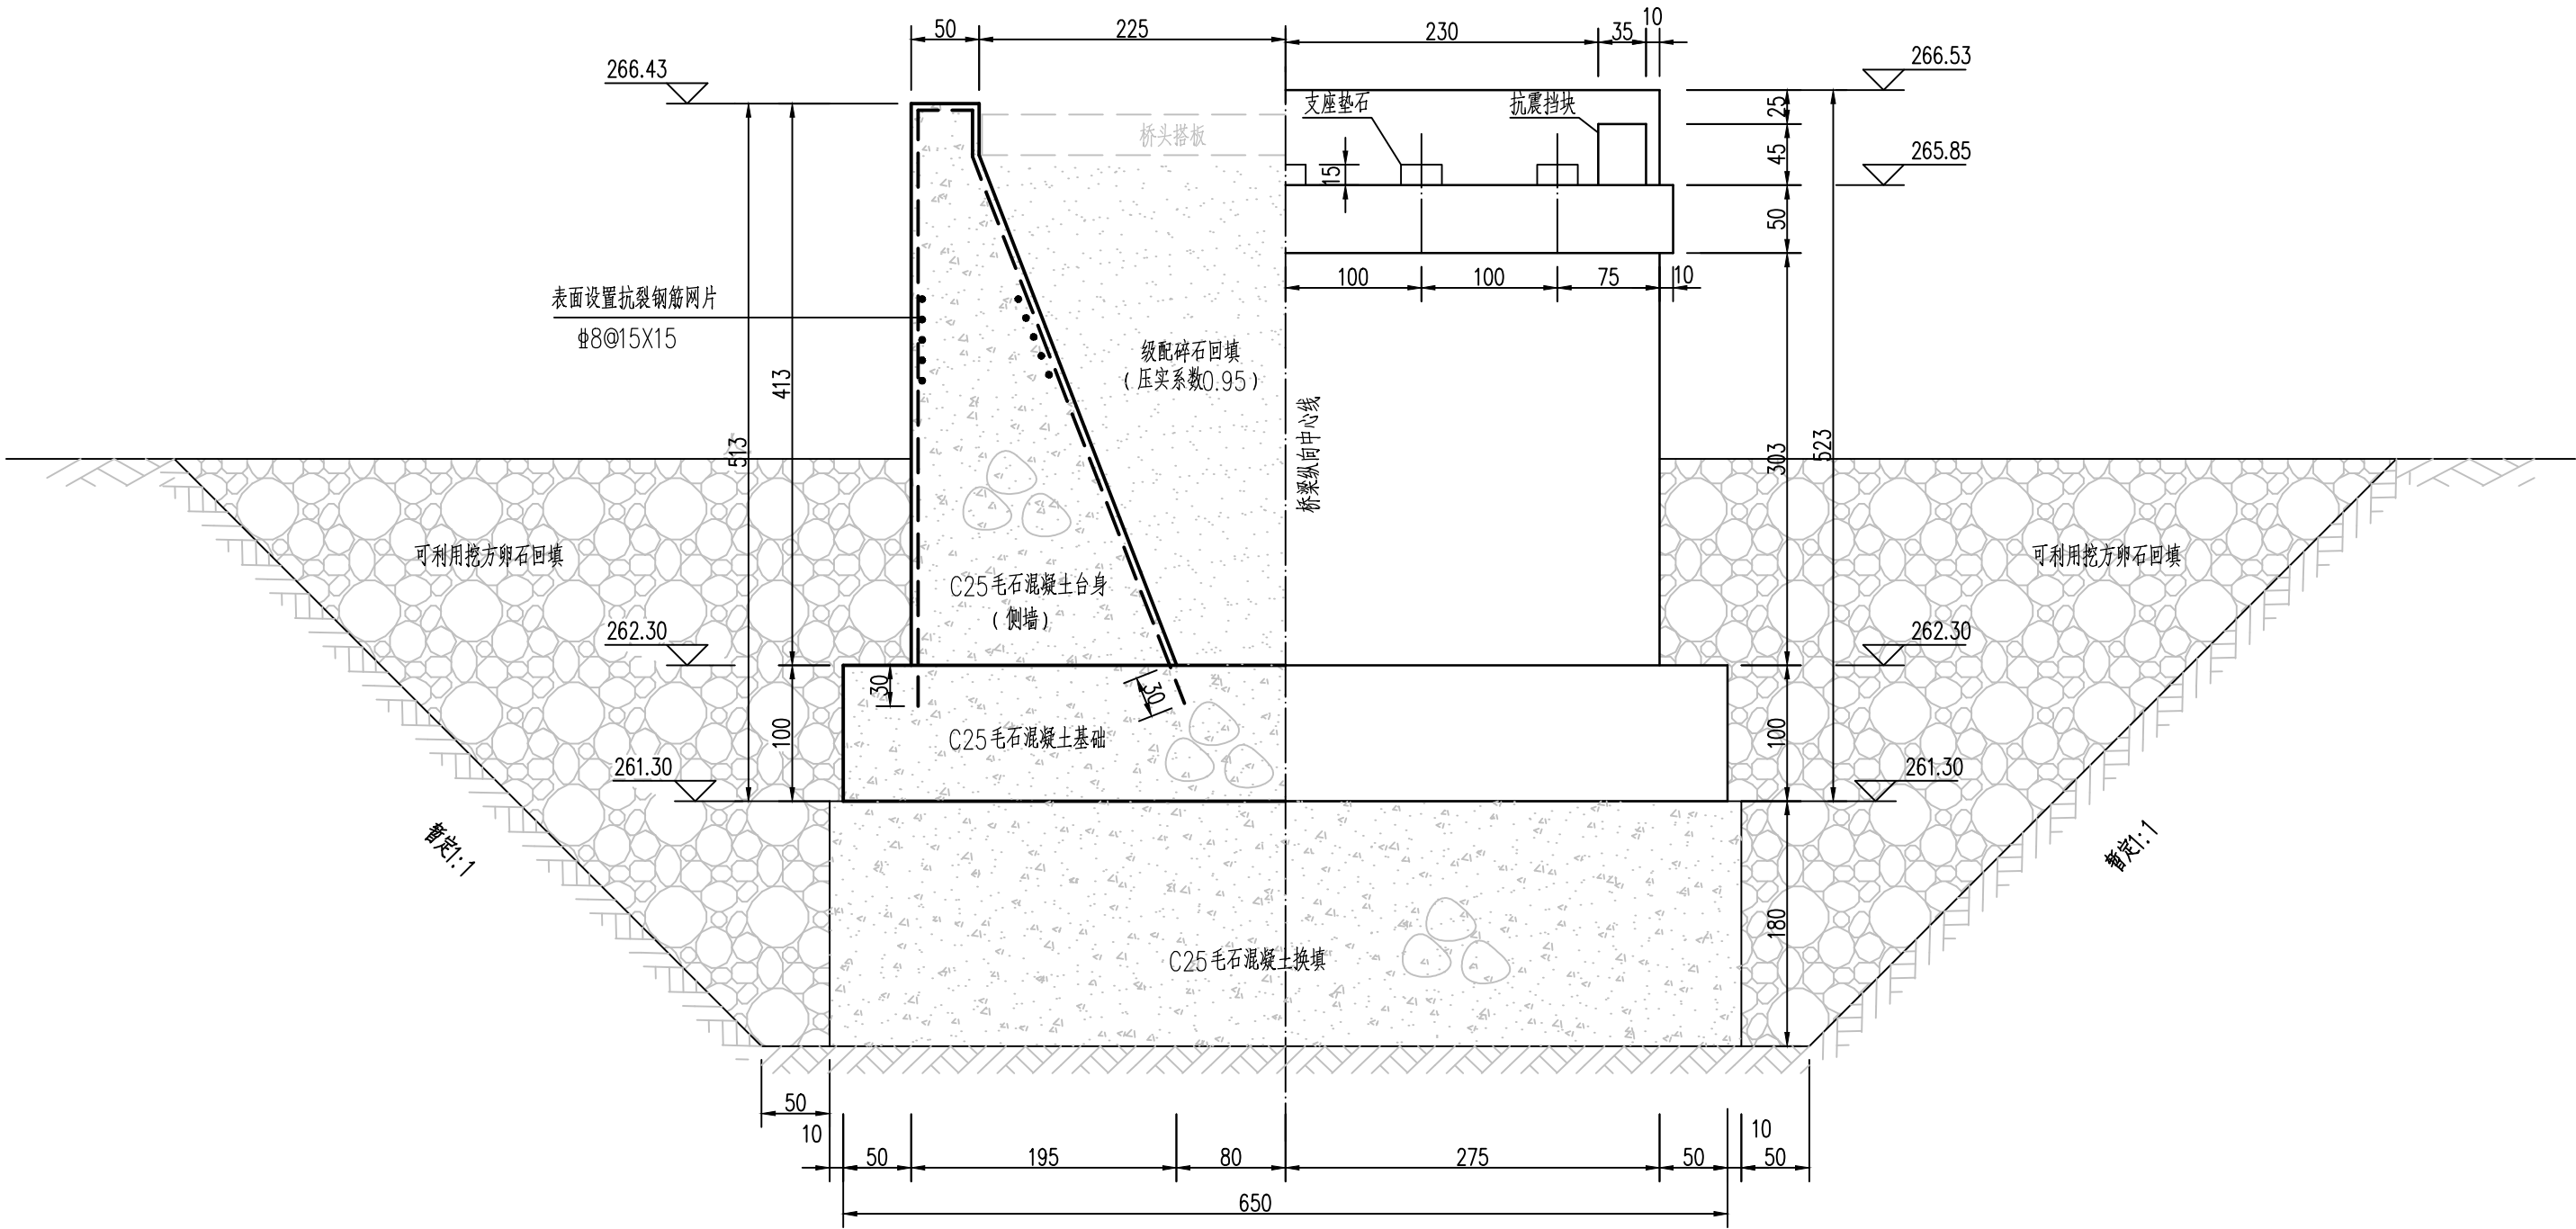 50
225
230
35
10
266.43
266.53
支座垫石
抗震挡块
桥头搭板
25
45
265.85
15
50
100
100
75
10
表面设置抗裂钢筋网片
ϕ8@15X15
级配碎石回填
(压实系数0.95)
413
513
桥梁纵向中心线
303
523
可利用挖方卵石回填
可利用挖方卵石回填
C25毛石混凝土台身
(侧墙)
262.30
262.30
30
30
C25毛石混凝土基础
100
100
261.30
261.30
暂定1:1
暂定1:1
180
C25毛石混凝土换填
50
10
10
50
195
80
275
50
50
650